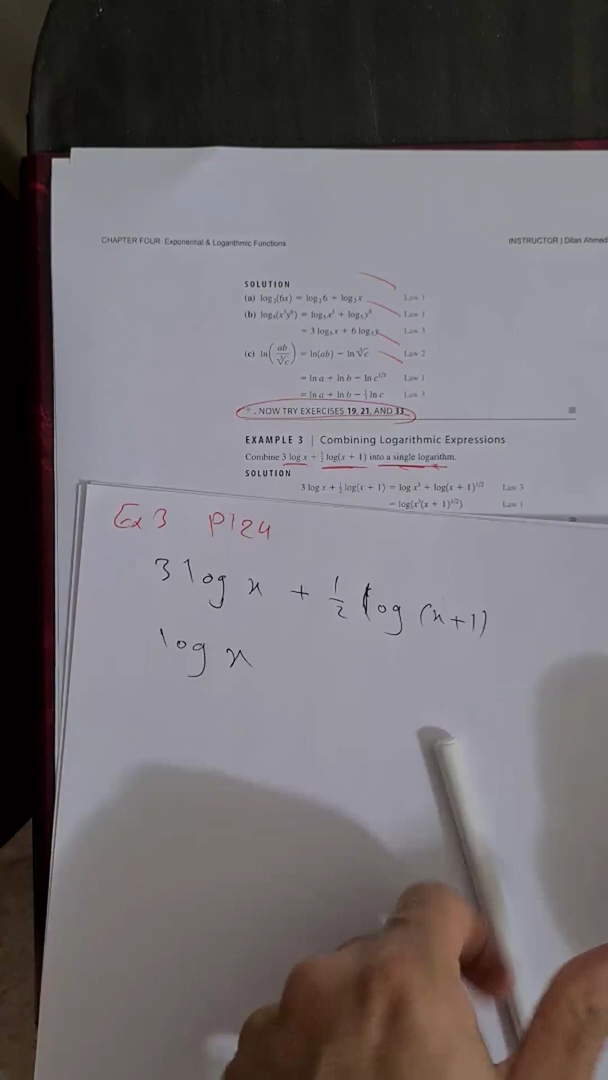 CHAPTER FOUR: Exponential & Logarithmic Functions INSTRUCTOR | Dilan Ahmed
SOLUTION
(a) log₂(6x) = log₂6 + log₂x Law 1
(b) log₅(x³y⁶) = log₅x³ + log₅y⁶ Law 1
= 3 log₅x + 6 log₅y Law 3
(c) ln(ab/∛c) = ln(ab) − ln ∛c Law 2
= ln a + ln b − ln c^{1/3} Law 1
= ln a + ln b − ⅓ ln c Law 3
NOW TRY EXERCISES 19, 21, AND 33
EXAMPLE 3 | Combining Logarithmic Expressions
Combine 3 log x + ½ log(x + 1) into a single logarithm.
SOLUTION
3 log x + ½ log(x + 1) = log x³ + log(x + 1)^{1/2} Law 3
= log(x³(x + 1)^{1/2}) Law 1
Ex 3 P124
3 log x + ½ log (x+1)
log x